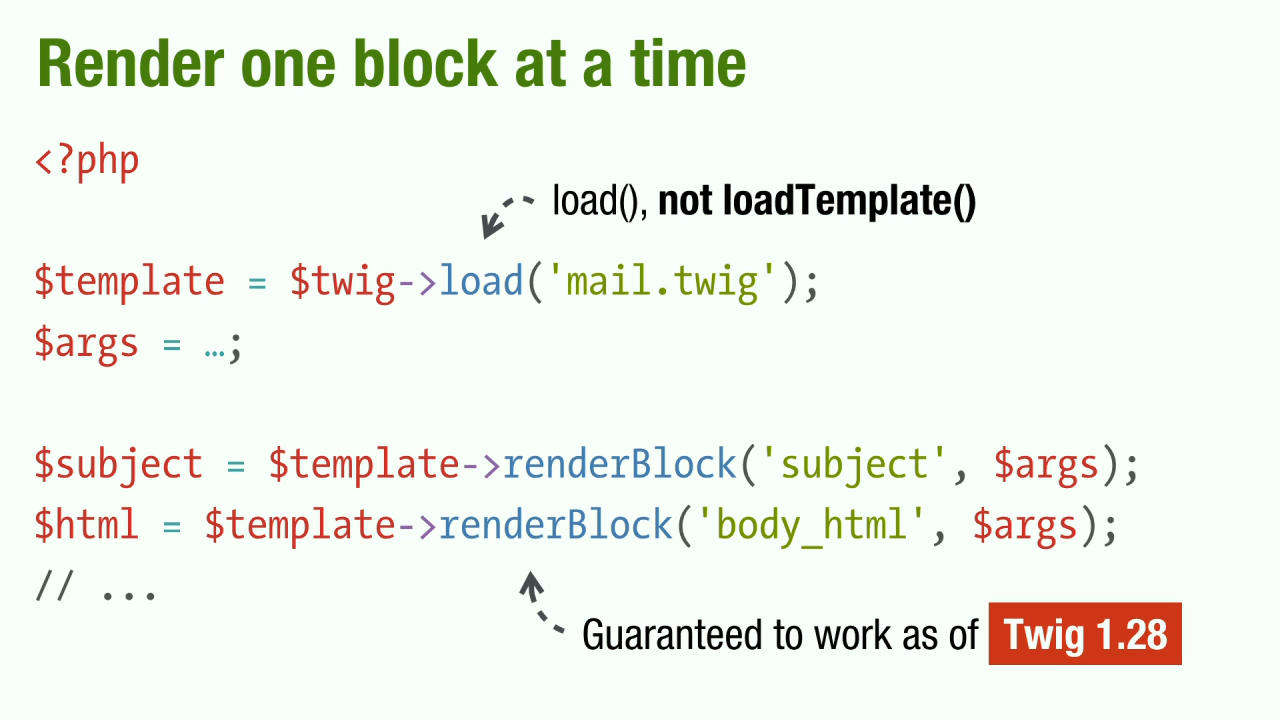 Render one block at a time
<?php
load(), not loadTemplate()
$template = $twig->load('mail.twig');
$args = …;
$subject = $template->renderBlock('subject', $args);
$html = $template->renderBlock('body_html', $args);
// ...
Guaranteed to work as of Twig 1.28